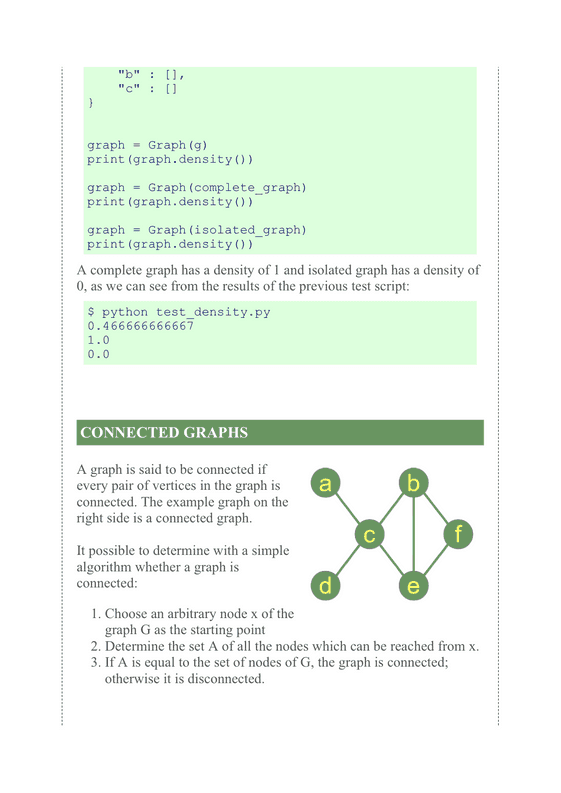 "b" : [],
"c" : []
}
graph = Graph(g)
print(graph.density())
graph = Graph(complete_graph)
print(graph.density())
graph = Graph(isolated_graph)
print(graph.density())
A complete graph has a density of 1 and isolated graph has a density of
0, as we can see from the results of the previous test script:
$ python test_density.py
0.466666666667
1.0
0.0
CONNECTED GRAPHS
A graph is said to be connected if
every pair of vertices in the graph is
connected. The example graph on the
right side is a connected graph.
It possible to determine with a simple
algorithm whether a graph is
connected:
a
b
c
f
d
e
1. Choose an arbitrary node x of the
graph G as the starting point
2. Determine the set A of all the nodes which can be reached from x.
3. If A is equal to the set of nodes of G, the graph is connected;
otherwise it is disconnected.